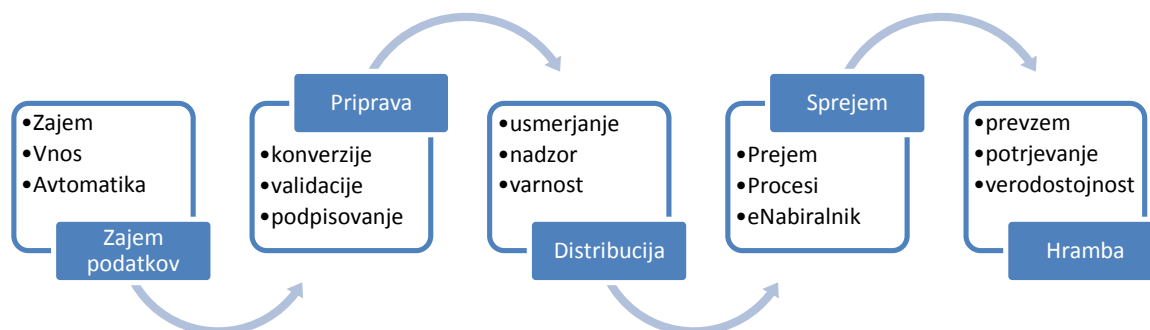 •Zajem
•Vnos
•Avtomatika
Zajem
podatkov
Priprava
•konverzije
•validacije
•podpisovanje
•usmerjanje
•nadzor
•varnost
Distribucija
Sprejem
•Prejem
•Procesi
•eNabiralnik
•prevzem
•potrjevanje
•verodostojnost
Hramba